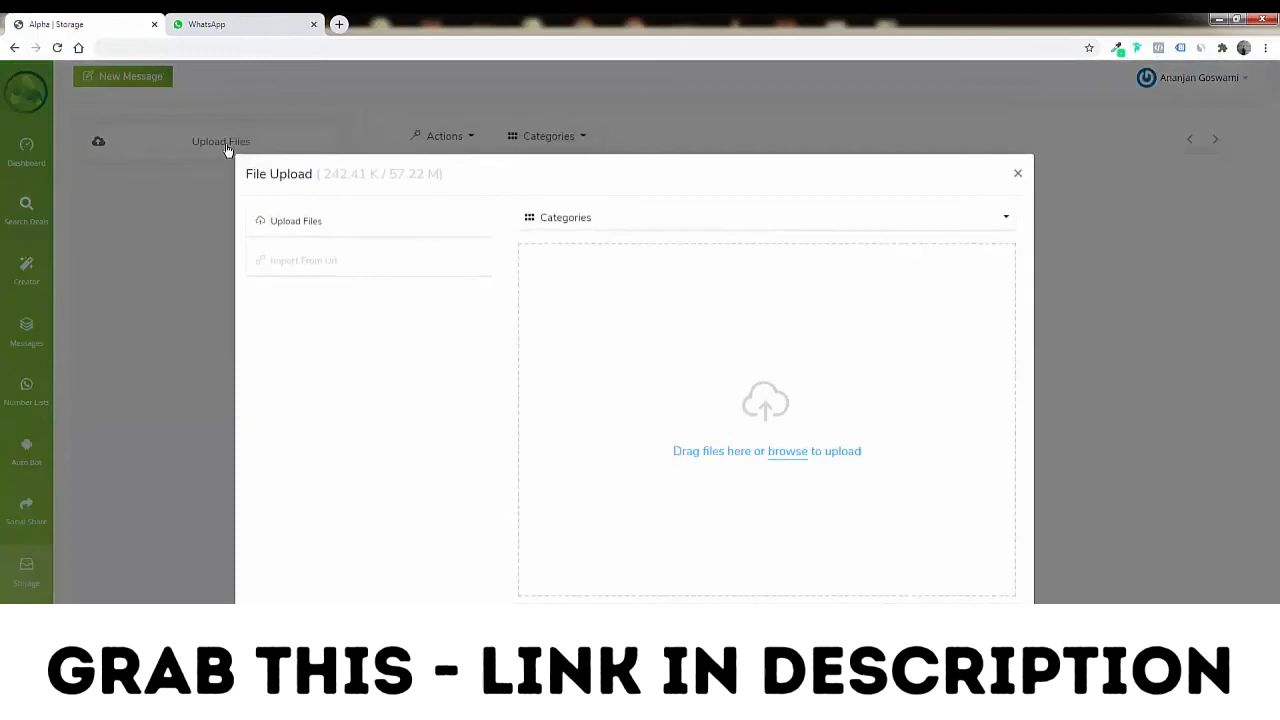 Alpha | Storage
WhatsApp
New Message
Ananjan Goswami
Upload Files
Actions
Categories
Dashboard
Search Deals
Creator
Messages
Number Lists
Auto Bot
Social Share
Storage
File Upload ( 242.41 K / 57.22 M)
Upload Files
Import From Url
Categories
Drag files here or browse to upload
GRAB THIS - LINK IN DESCRIPTION